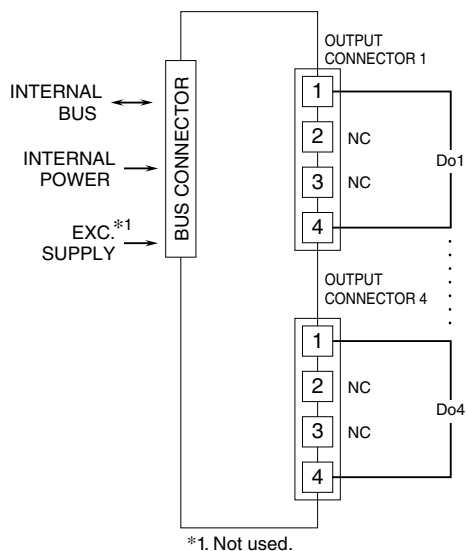 OUTPUT
CONNECTOR 1
INTERNAL
BUS
INTERNAL
POWER
EXC.*1
SUPPLY
BUS CONNECTOR
1
2 NC
3 NC
4
Do1
OUTPUT
CONNECTOR 4
1
2 NC
3 NC
4
Do4
*1. Not used.